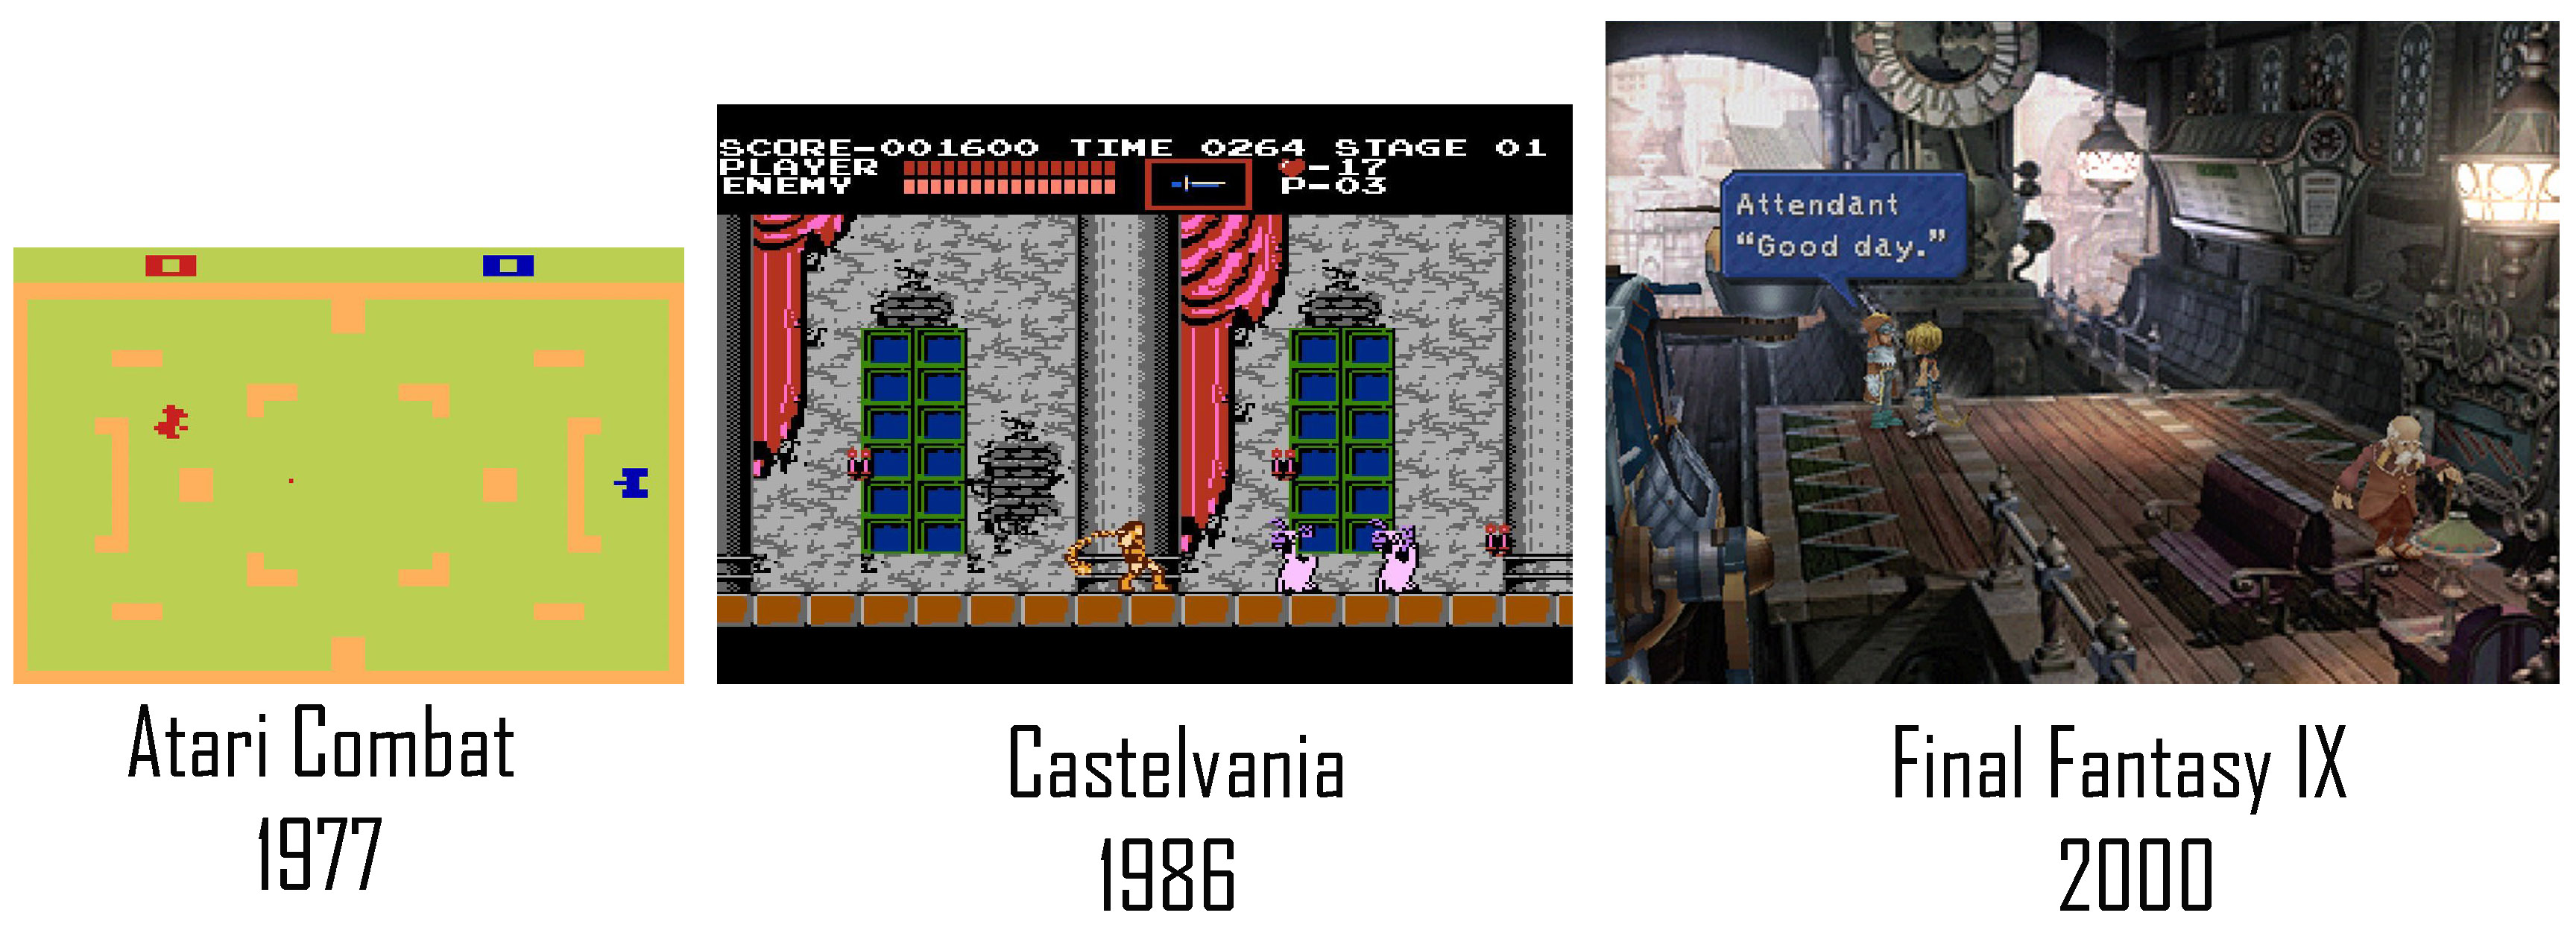 SCORE-001600 TIME 0264 STAGE 01
PLAYER -17
ENEMY P-03
Attendant
“Good day.”
Atari Combat
1977
Castelvania
1986
Final Fantasy IX
2000